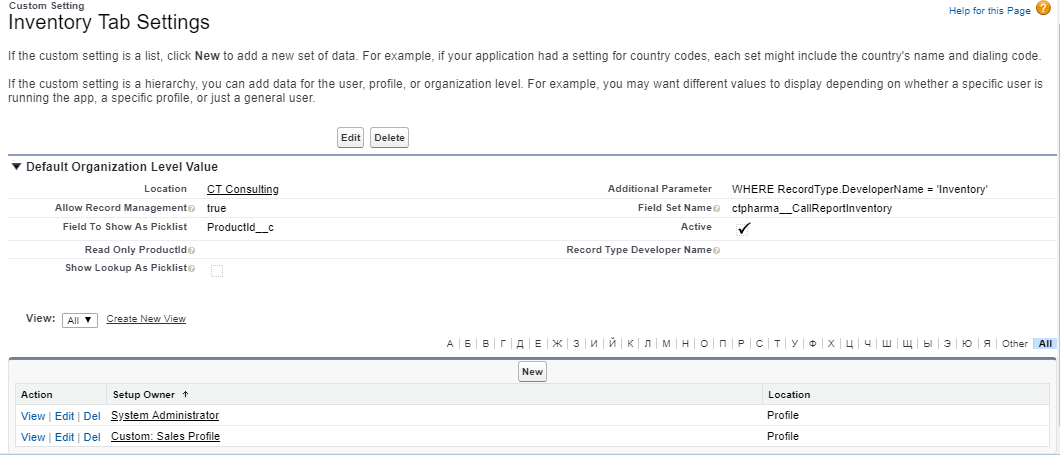 Custom Setting
Help for this Page
Inventory Tab Settings
If the custom setting is a list, click New to add a new set of data. For example, if your application had a setting for country codes, each set might include the country's name and dialing code.
If the custom setting is a hierarchy, you can add data for the user, profile, or organization level. For example, you may want different values to display depending on whether a specific user is
running the app, a specific profile, or just a general user.
Edit Delete
Default Organization Level Value
Location CT Consulting Additional Parameter WHERE RecordType.DeveloperName = 'Inventory'
Allow Record Management true Field Set Name ctpharma__CallReportInventory
Field To Show As Picklist ProductId__c Active
Read Only ProductId Record Type Developer Name
Show Lookup As Picklist
View: All Create New View
А | Б | В | Г | Д | Е | Ж | З | И | Й | К | Л | М | Н | О | П | Р | С | Т | У | Ф | Х | Ц | Ч | Ш | Щ | Ы | Э | Ю | Я | Other All
New
Action Setup Owner ↑ Location
View | Edit | Del System Administrator Profile
View | Edit | Del Custom: Sales Profile Profile